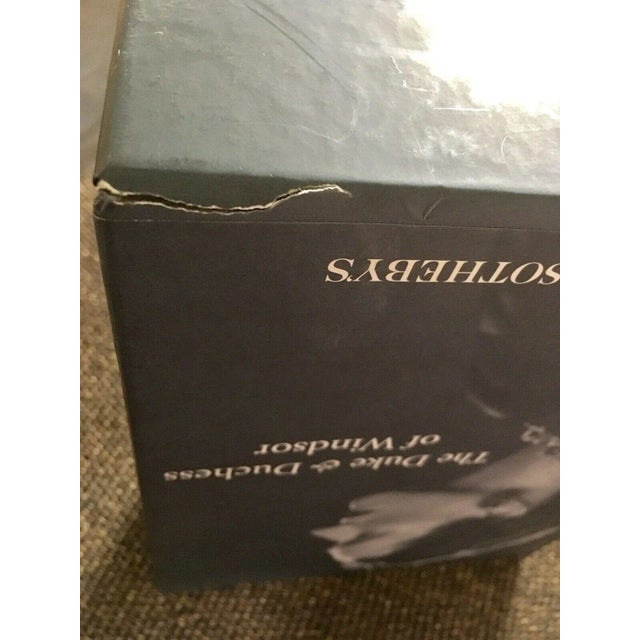 The Duke & Duchess
of Windsor
SOTHEBY'S